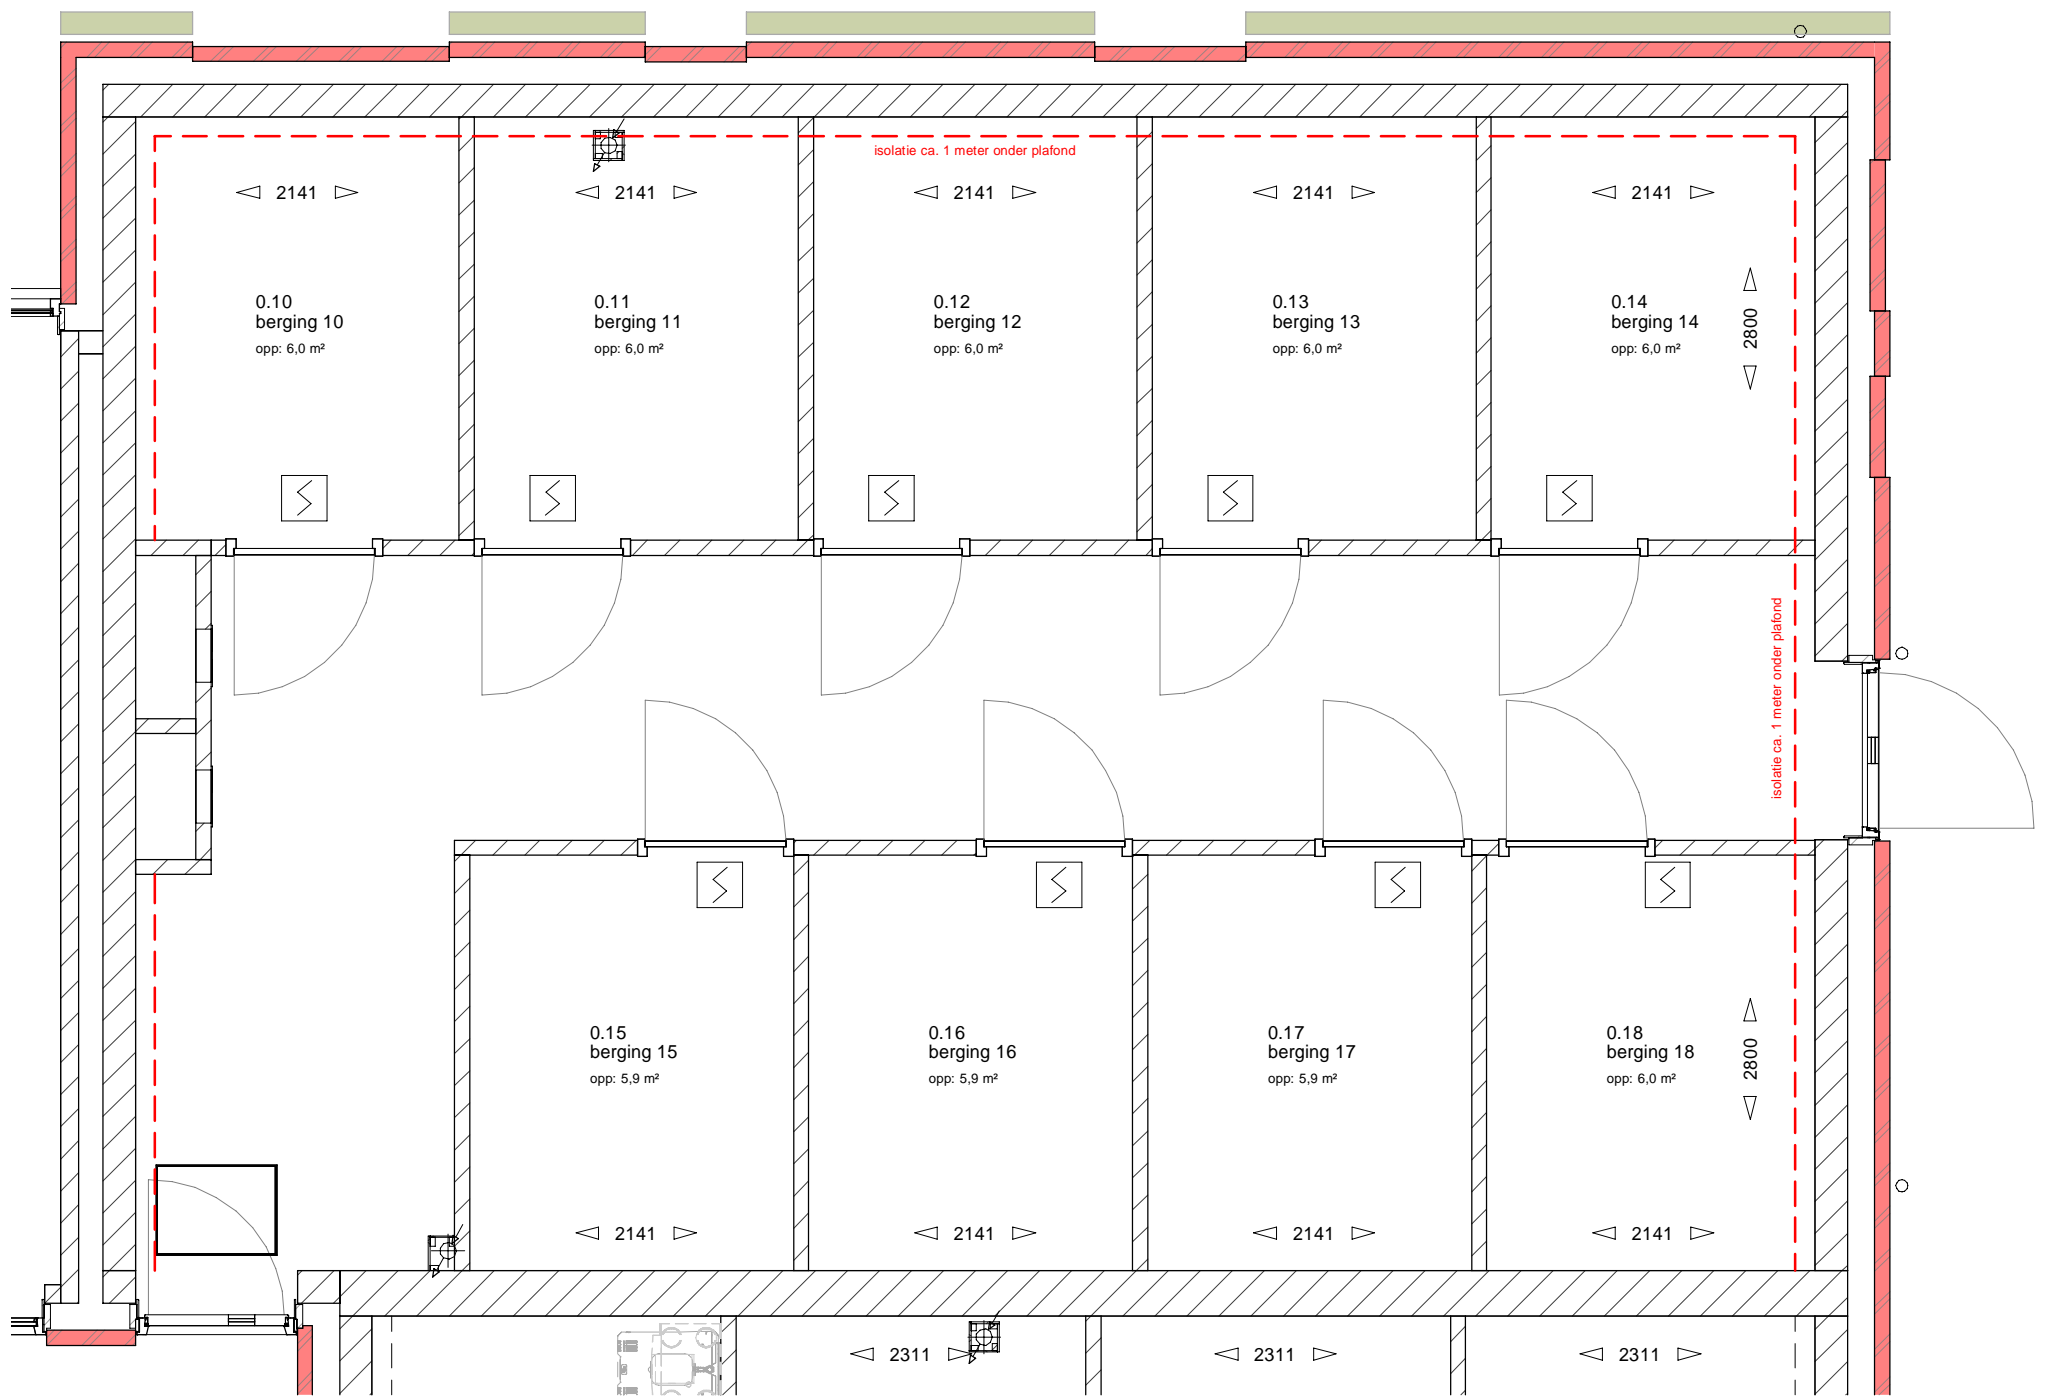 isolatie ca. 1 meter onder plafond
2141
2141
2141
2141
2141
0.10
berging 10
opp: 6,0 m²
0.11
berging 11
opp: 6,0 m²
0.12
berging 12
opp: 6,0 m²
0.13
berging 13
opp: 6,0 m²
0.14
berging 14
opp: 6,0 m²
2800
isolatie ca. 1 meter onder plafond
0.15
berging 15
opp: 5,9 m²
0.16
berging 16
opp: 5,9 m²
0.17
berging 17
opp: 5,9 m²
0.18
berging 18
opp: 6,0 m²
2800
2141
2141
2141
2141
2311
2311
2311